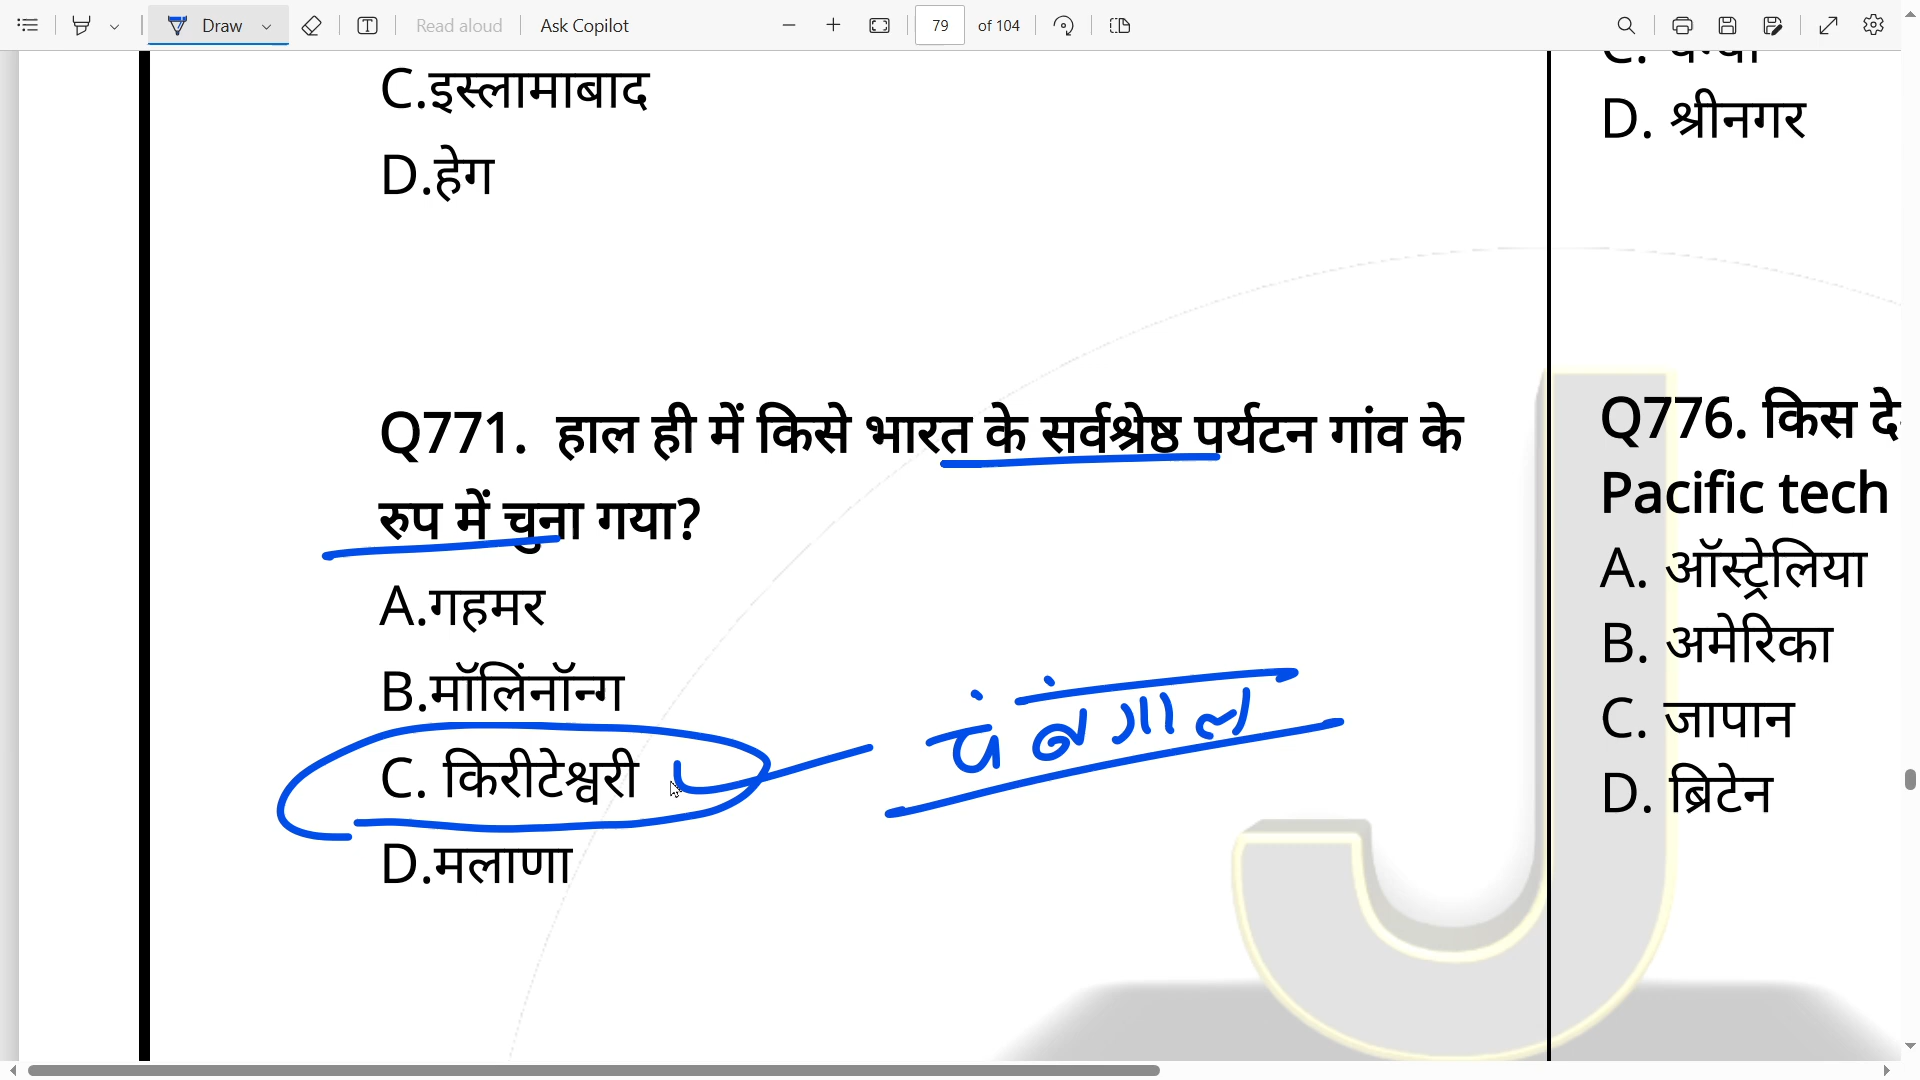 Draw
Read aloud
Ask Copilot
79 of 104
C.इस्लामाबाद
D.हेग
Q771. हाल ही में किसे भारत के सर्वश्रेष्ठ पर्यटन गांव के
रुप में चुना गया?
A.गहमर
B.मॉलिंनॉन्ग
C. किरीटेश्वरी
पं बंगाल
D.मलाणा
D. श्रीनगर
Q776. किस
Pacific tech
A. ऑस्ट्रेलिया
B. अमेरिका
C. जापान
D. ब्रिटेन